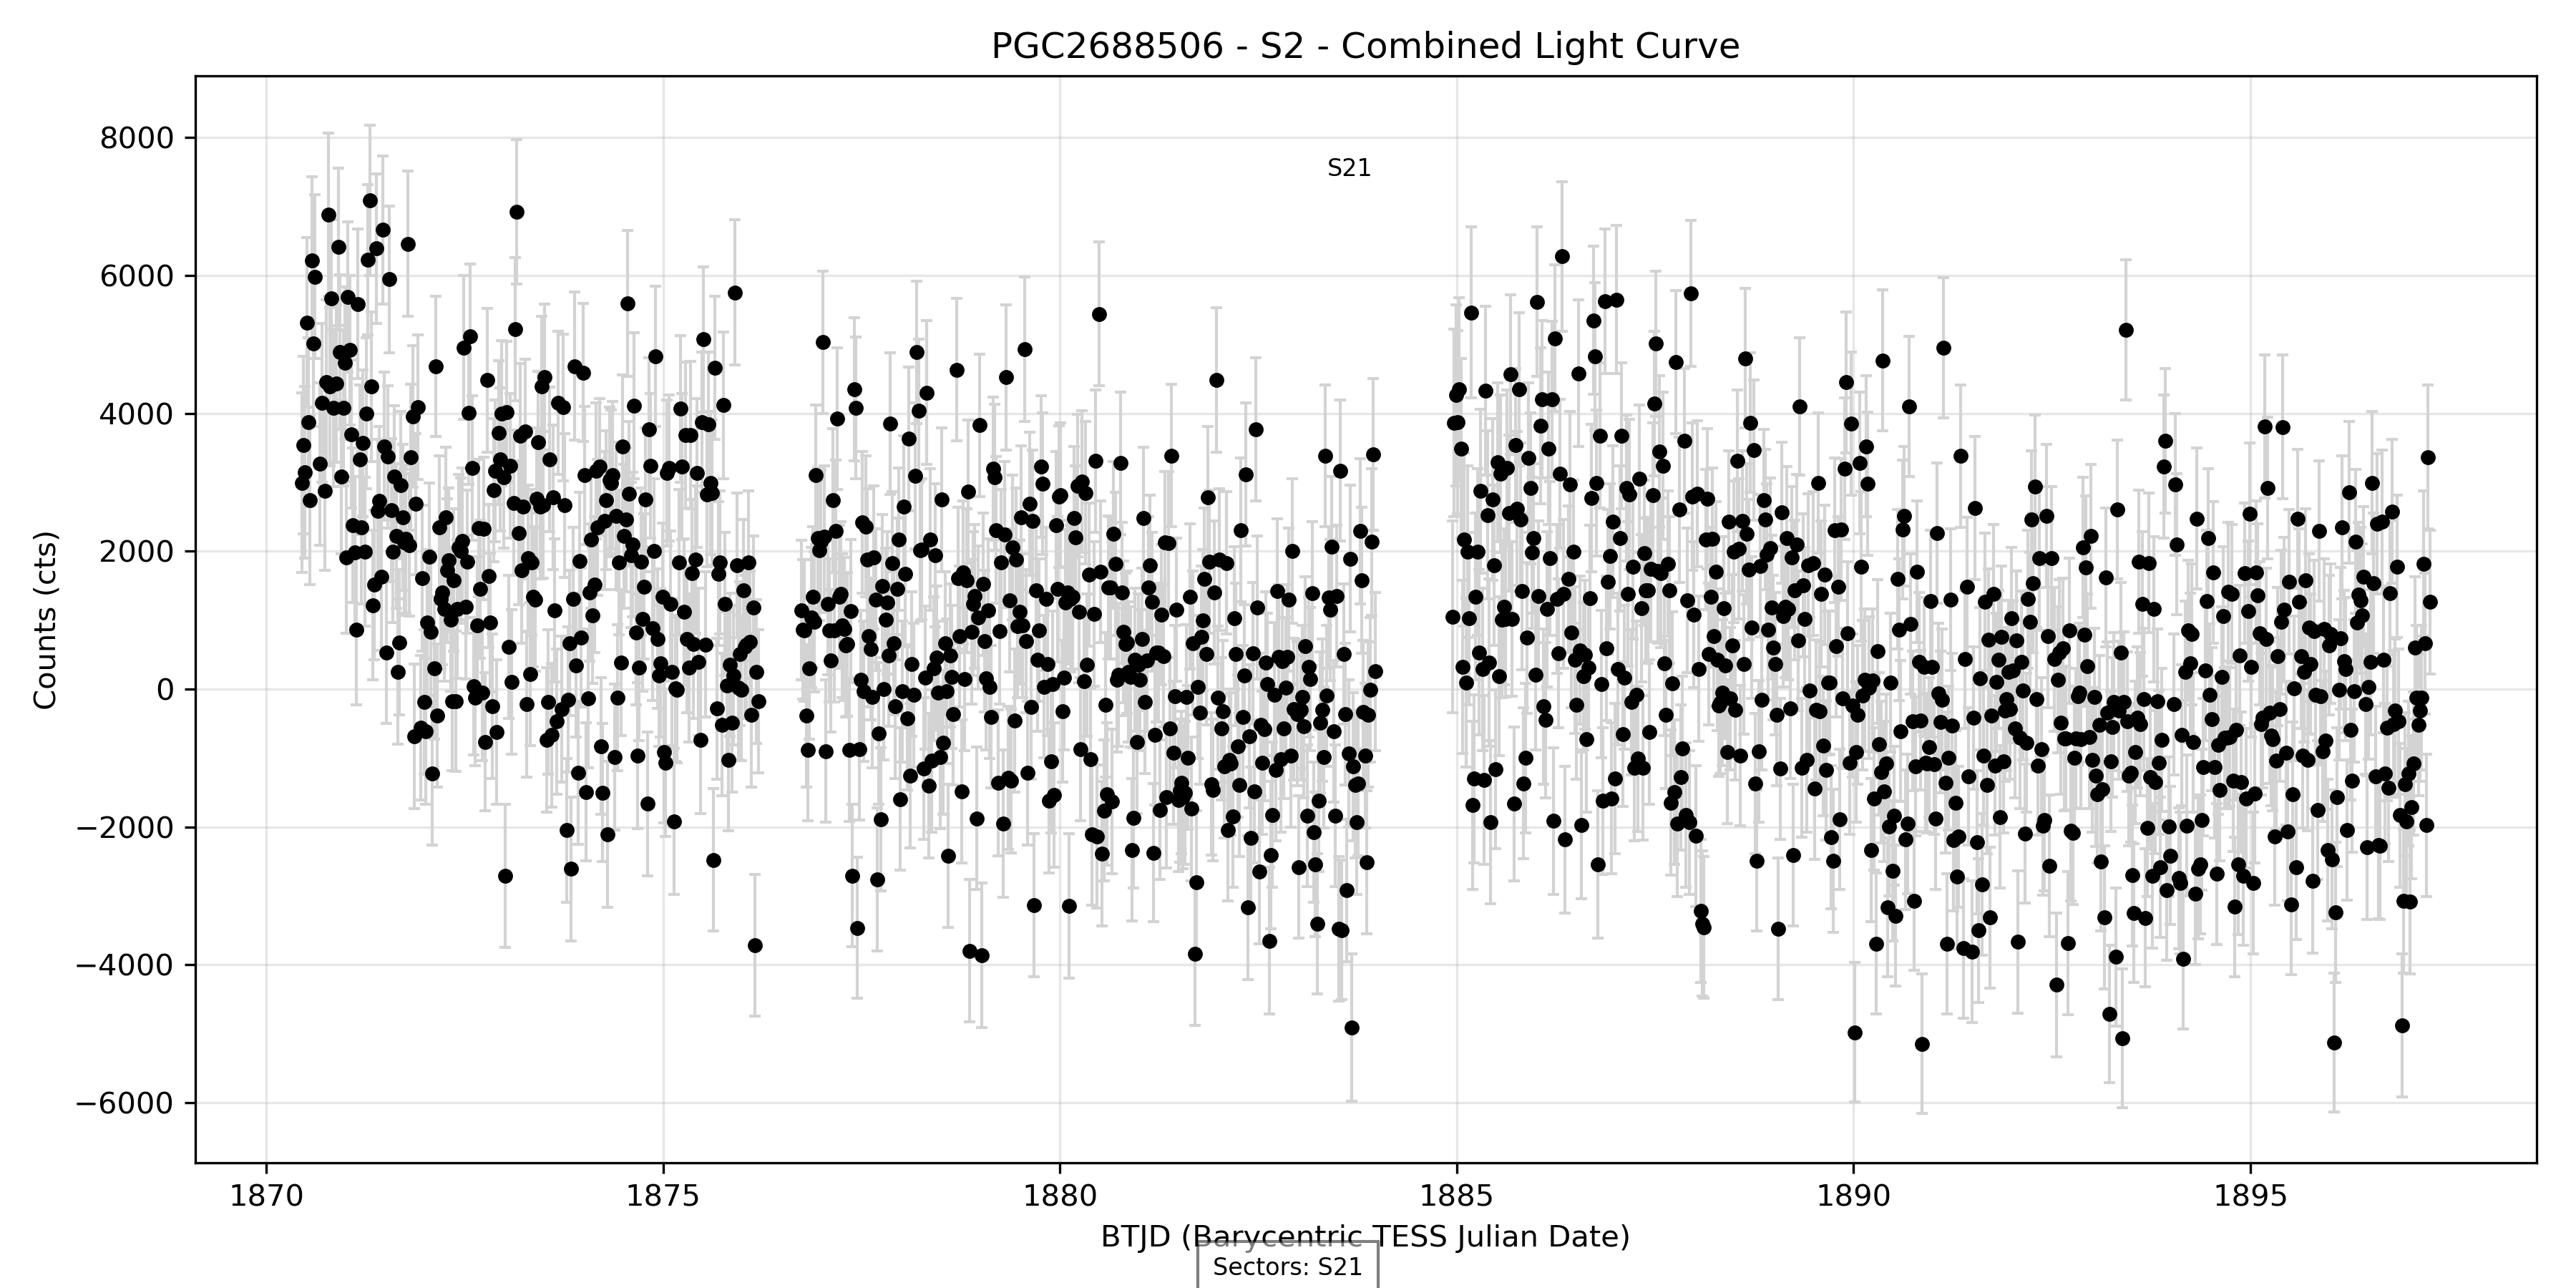 PGC2688506 - S2 - Combined Light Curve
S21
8000
6000
4000
2000
0
−2000
−4000
−6000
Counts (cts)
1870 1875 1880 1885 1890 1895
BTJD (Barycentric TESS Julian Date)
Sectors: S21